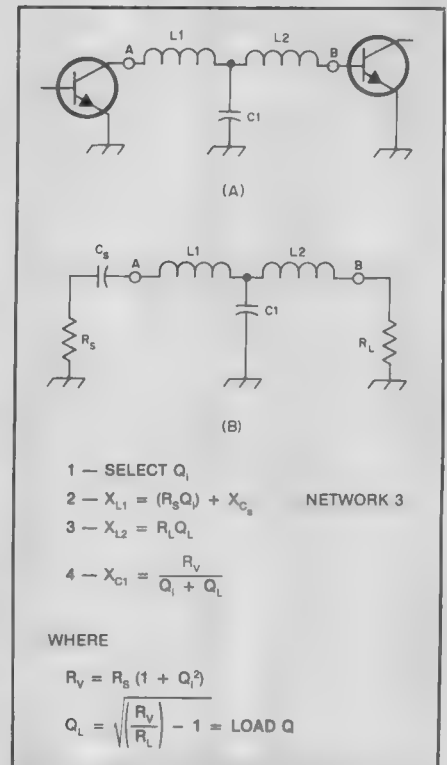 A L1 L2 B
C1
(A)
Cs A L1 L2 B
C1
RS RL
(B)
1 — SELECT Qi
2 — XL1 = (RSQi) + XCs NETWORK 3
3 — XL2 = RLQL
4 — XC1 = RV / (Qi + QL)
WHERE
RV = RS (1 + Qi²)
QL = √((RV/RL) − 1) = LOAD Q